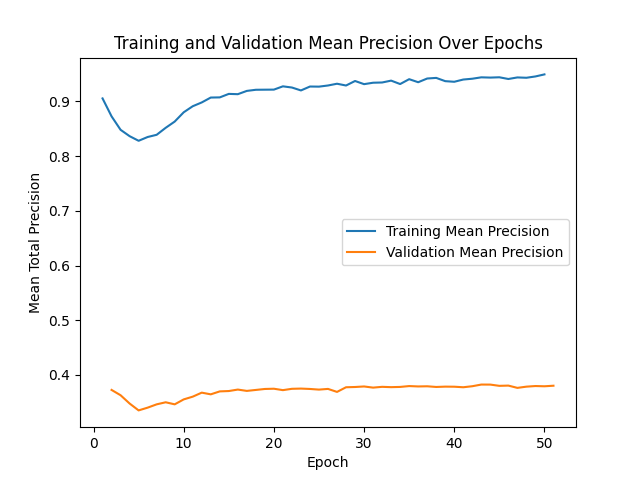 Training and Validation Mean Precision Over Epochs
Mean Total Precision
0.9
0.8
0.7
0.6
0.5
0.4
Training Mean Precision
Validation Mean Precision
0 10 20 30 40 50
Epoch